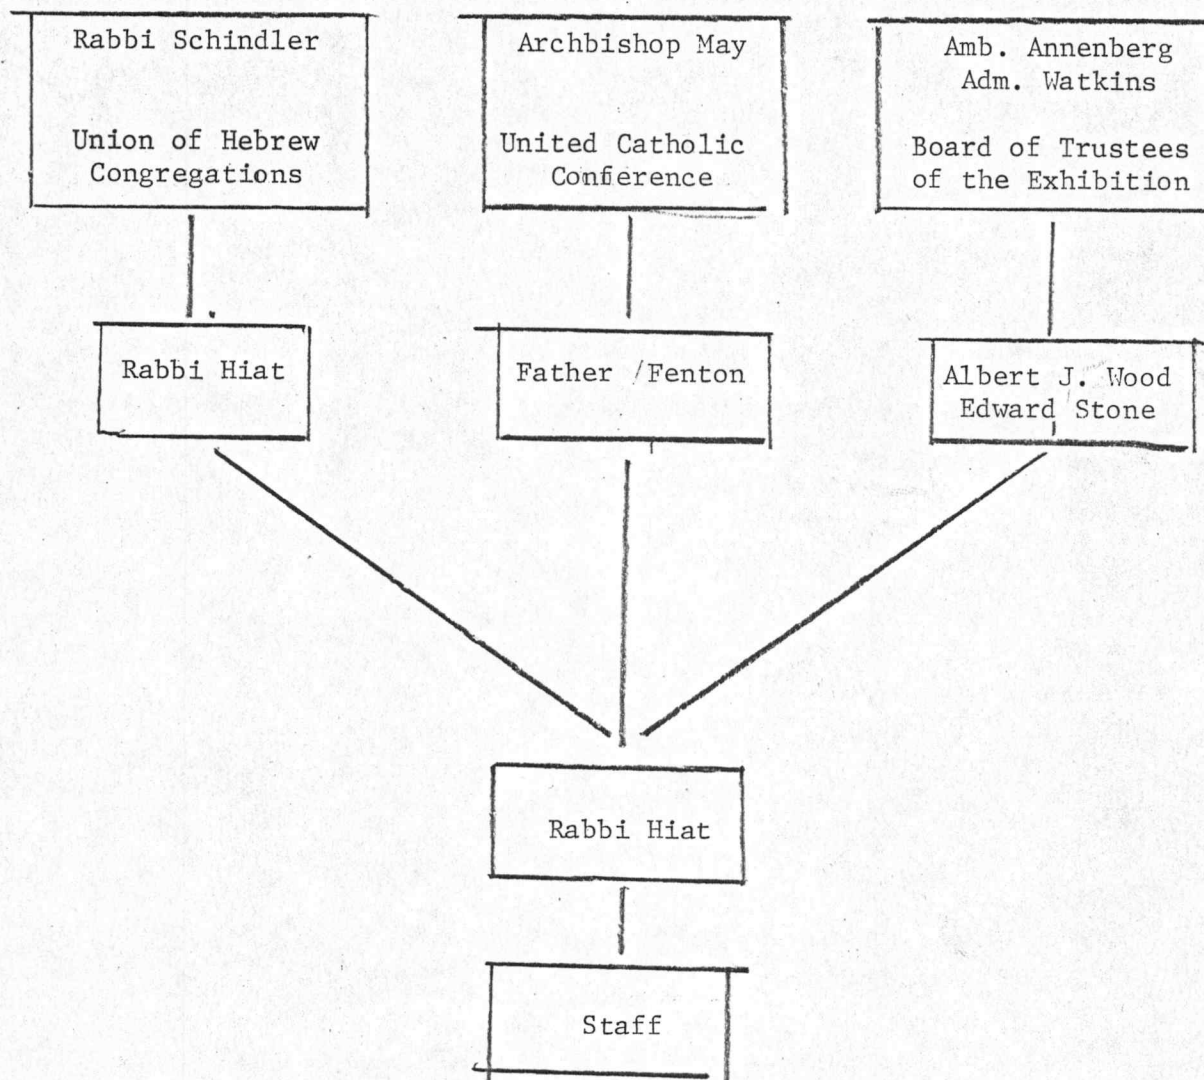 Rabbi Schindler
Union of Hebrew
Congregations
Archbishop May
United Catholic
Conference
Amb. Annenberg
Adm. Watkins
Board of Trustees
of the Exhibition
Rabbi Hiat
Father /Fenton
Albert J. Wood
Edward Stone
Rabbi Hiat
Staff